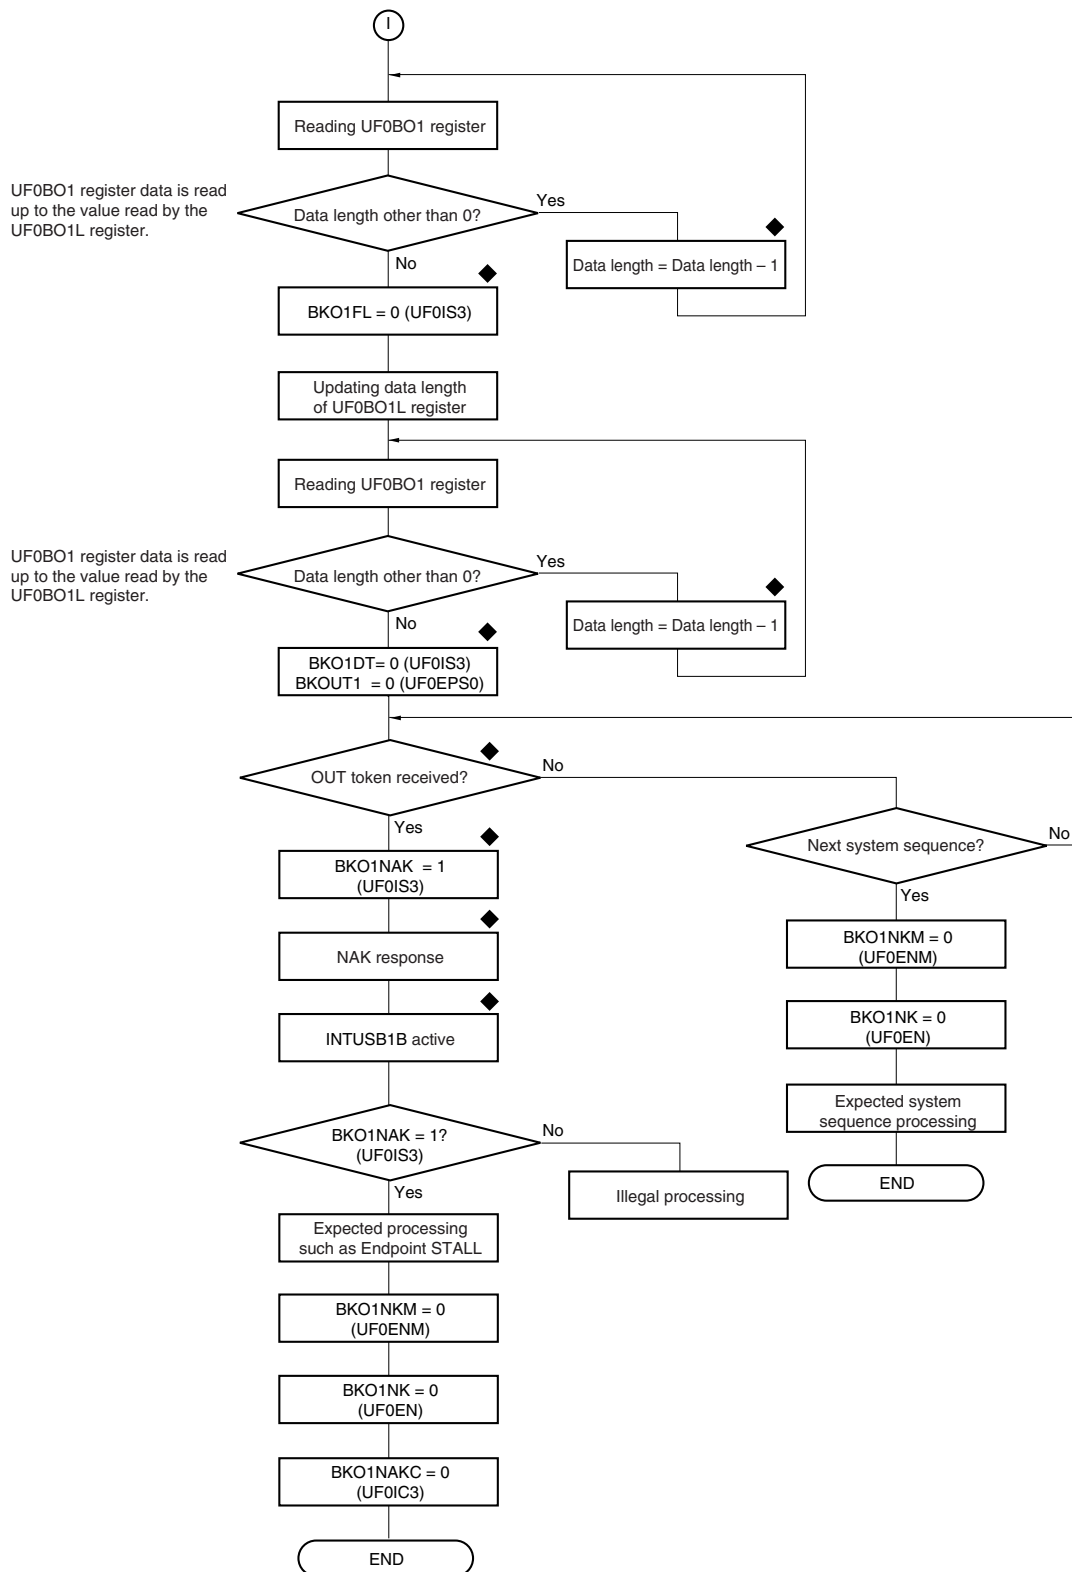 I
Reading UF0BO1 register
UF0BO1 register data is read
up to the value read by the
UF0BO1L register.
Data length other than 0?
Yes
Data length = Data length – 1
No
BKO1FL = 0 (UF0IS3)
Updating data length
of UF0BO1L register
Reading UF0BO1 register
UF0BO1 register data is read
up to the value read by the
UF0BO1L register.
Data length other than 0?
Yes
Data length = Data length – 1
No
BKO1DT= 0 (UF0IS3)
BKOUT1 = 0 (UF0EPS0)
OUT token received?
No
Yes
Next system sequence?
No
Yes
BKO1NAK = 1
(UF0IS3)
NAK response
INTUSB1B active
BKO1NKM = 0
(UF0ENM)
BKO1NK = 0
(UF0EN)
Expected system
sequence processing
END
BKO1NAK = 1?
(UF0IS3)
No
Illegal processing
Yes
Expected processing
such as Endpoint STALL
BKO1NKM = 0
(UF0ENM)
BKO1NK = 0
(UF0EN)
BKO1NAKC = 0
(UF0IC3)
END